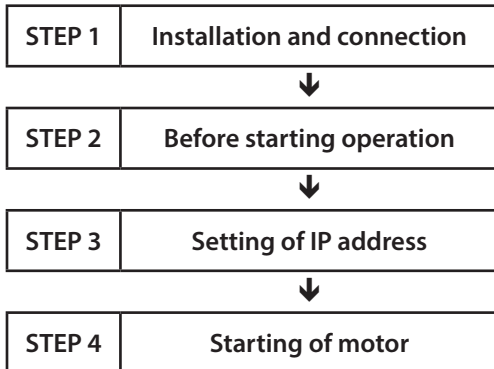 STEP 1 Installation and connection
STEP 2 Before starting operation
STEP 3 Setting of IP address
STEP 4 Starting of motor